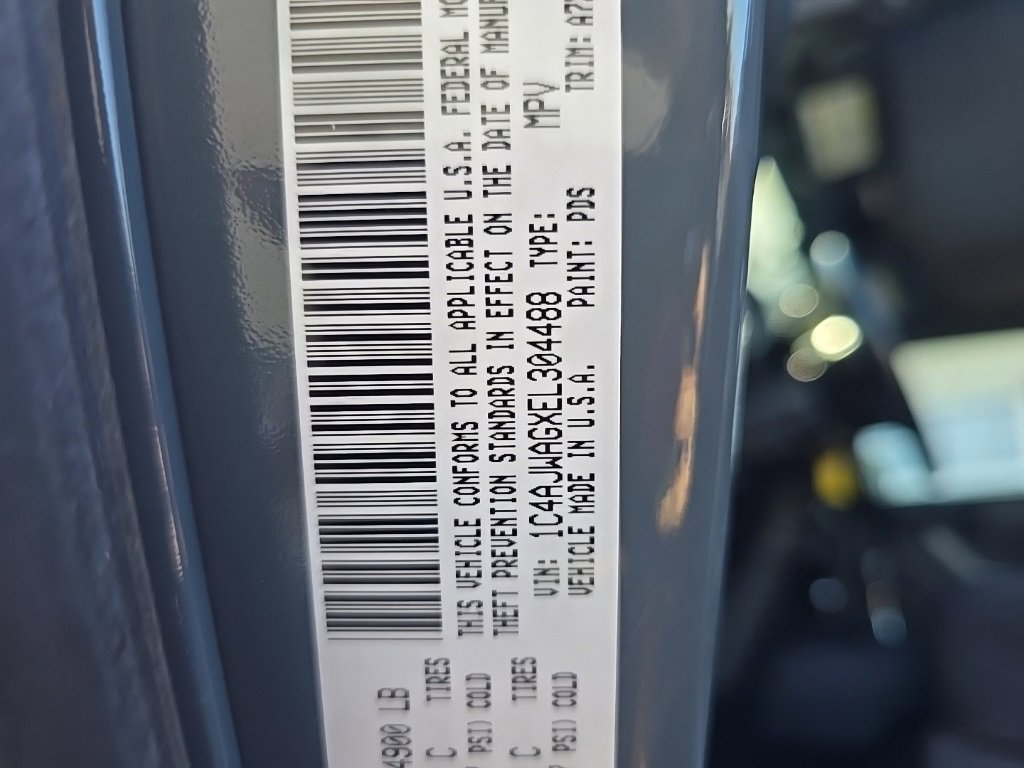 4900 LB
C TIRES
PSI) COLD
C TIRES
PSI) COLD
THIS VEHICLE CONFORMS TO ALL APPLICABLE U.S.A. FEDERAL MO
THEFT PREVENTION STANDARDS IN EFFECT ON THE DATE OF MANUF
VIN: 1C4AJWAGXEL304488 TYPE: MPV
VEHICLE MADE IN U.S.A. PAINT: PDS TRIM: A7